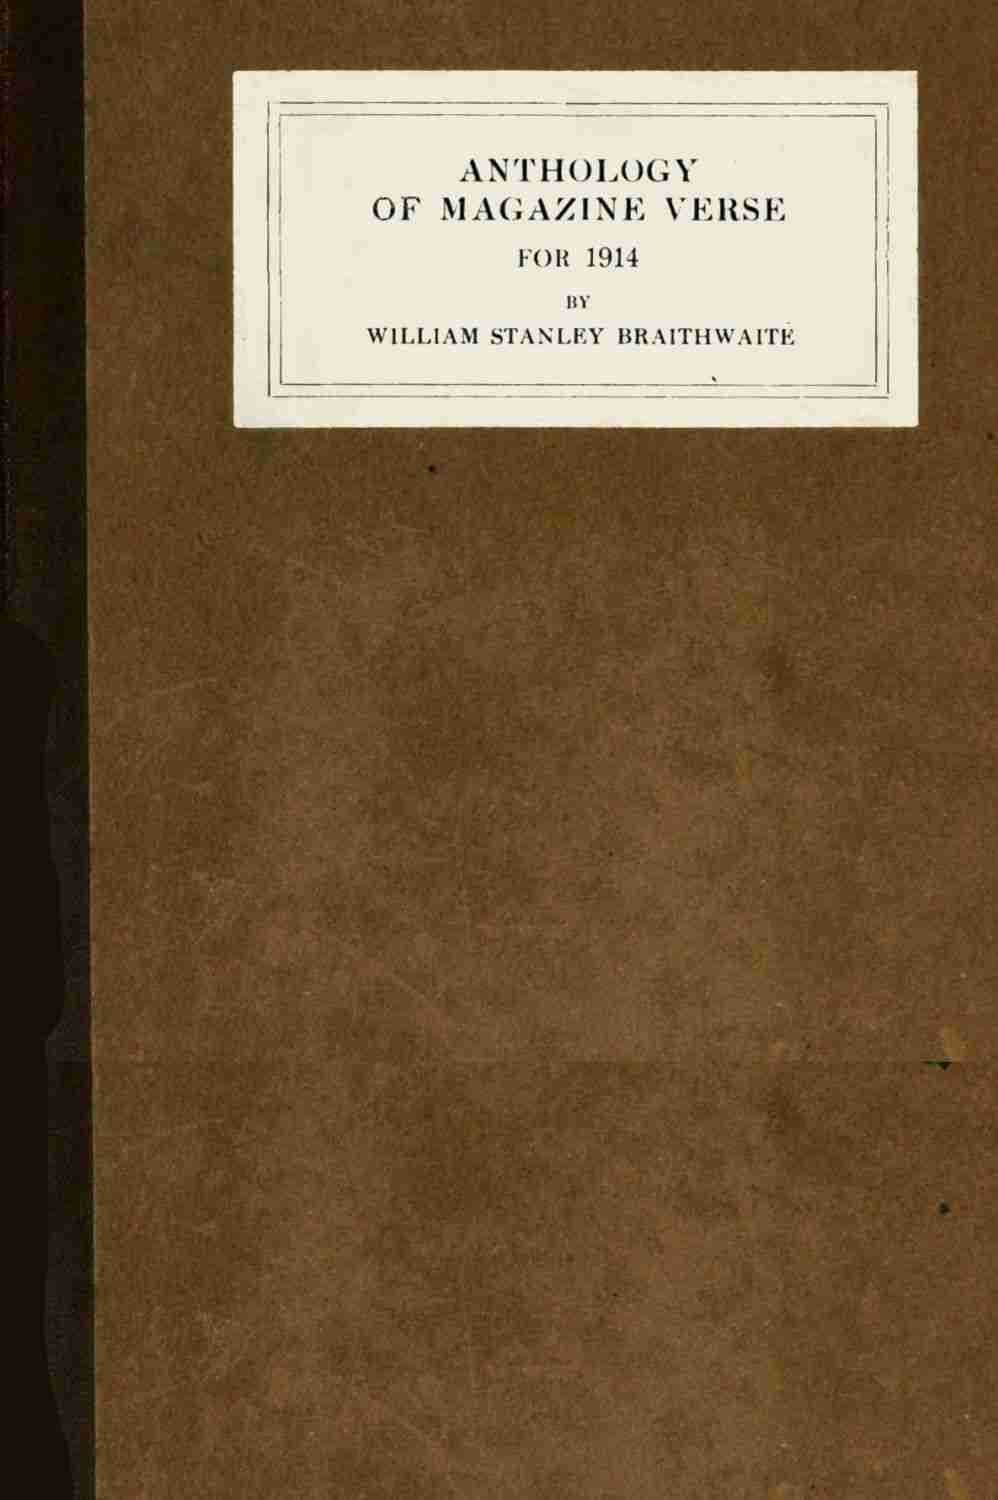 ANTHOLOGY
OF MAGAZINE VERSE
FOR 1914
BY
WILLIAM STANLEY BRAITHWAITE